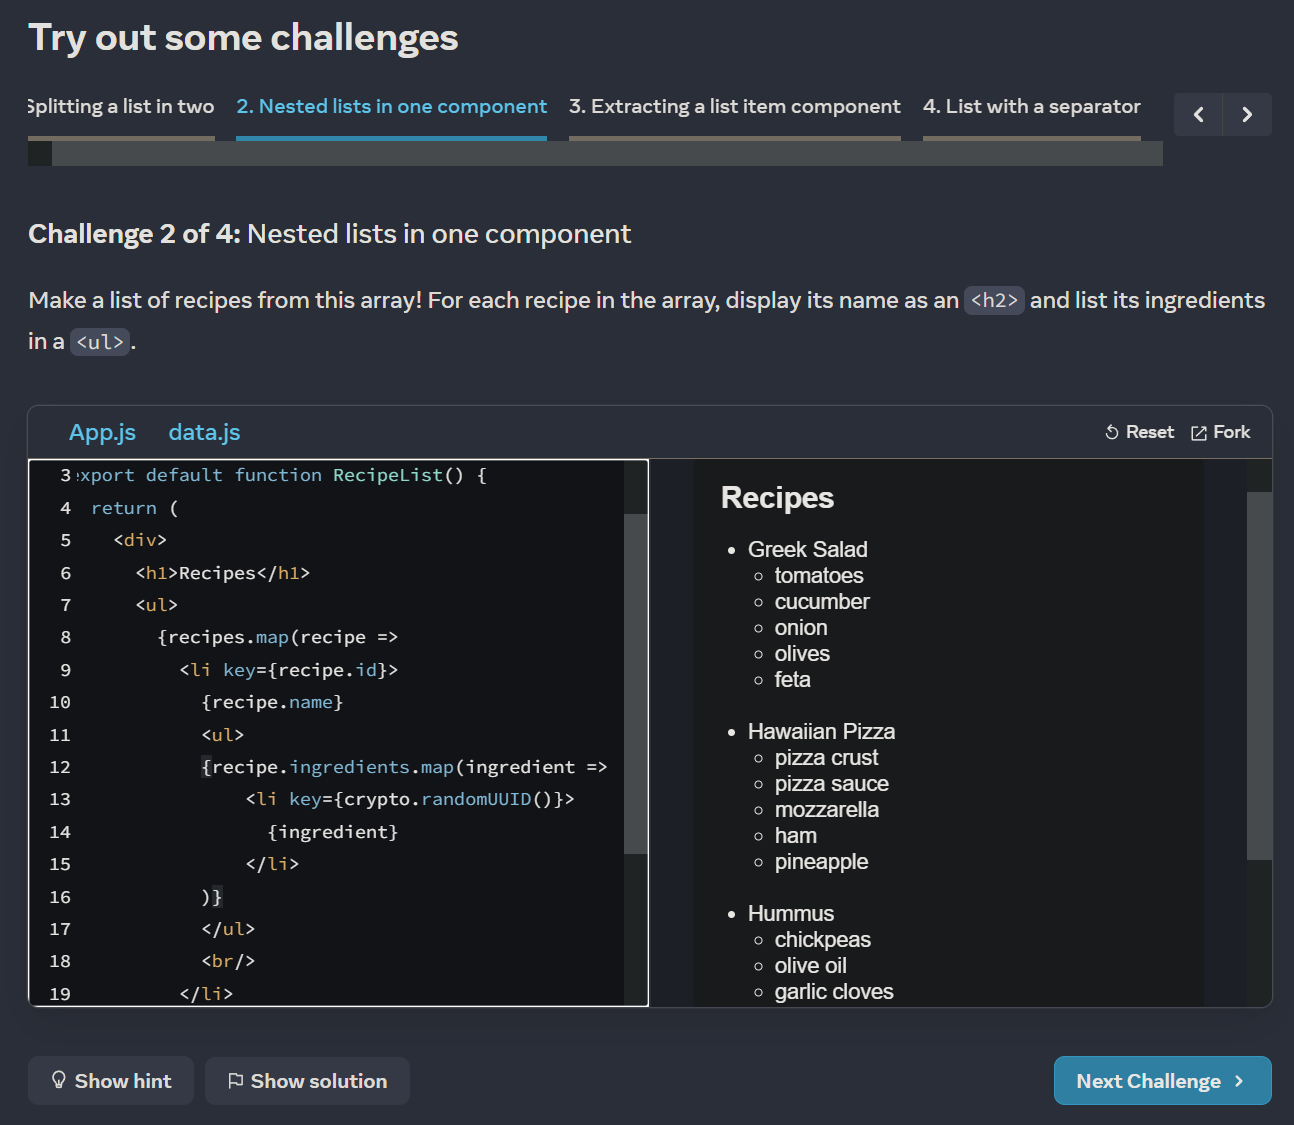 Try out some challenges
Splitting a list in two
2. Nested lists in one component
3. Extracting a list item component
4. List with a separator
Challenge 2 of 4: Nested lists in one component
Make a list of recipes from this array! For each recipe in the array, display its name as an <h2> and list its ingredients
in a <ul>.
App.js
data.js
Reset
Fork
3 export default function RecipeList() {
4 return (
5 <div>
6 <h1>Recipes</h1>
7 <ul>
8 {recipes.map(recipe =>
9 <li key={recipe.id}>
10 {recipe.name}
11 <ul>
12 {recipe.ingredients.map(ingredient =>
13 <li key={crypto.randomUUID()}>
14 {ingredient}
15 </li>
16 )}
17 </ul>
18 <br/>
19 </li>
Recipes
Greek Salad
tomatoes
cucumber
onion
olives
feta
Hawaiian Pizza
pizza crust
pizza sauce
mozzarella
ham
pineapple
Hummus
chickpeas
olive oil
garlic cloves
Show hint
Show solution
Next Challenge